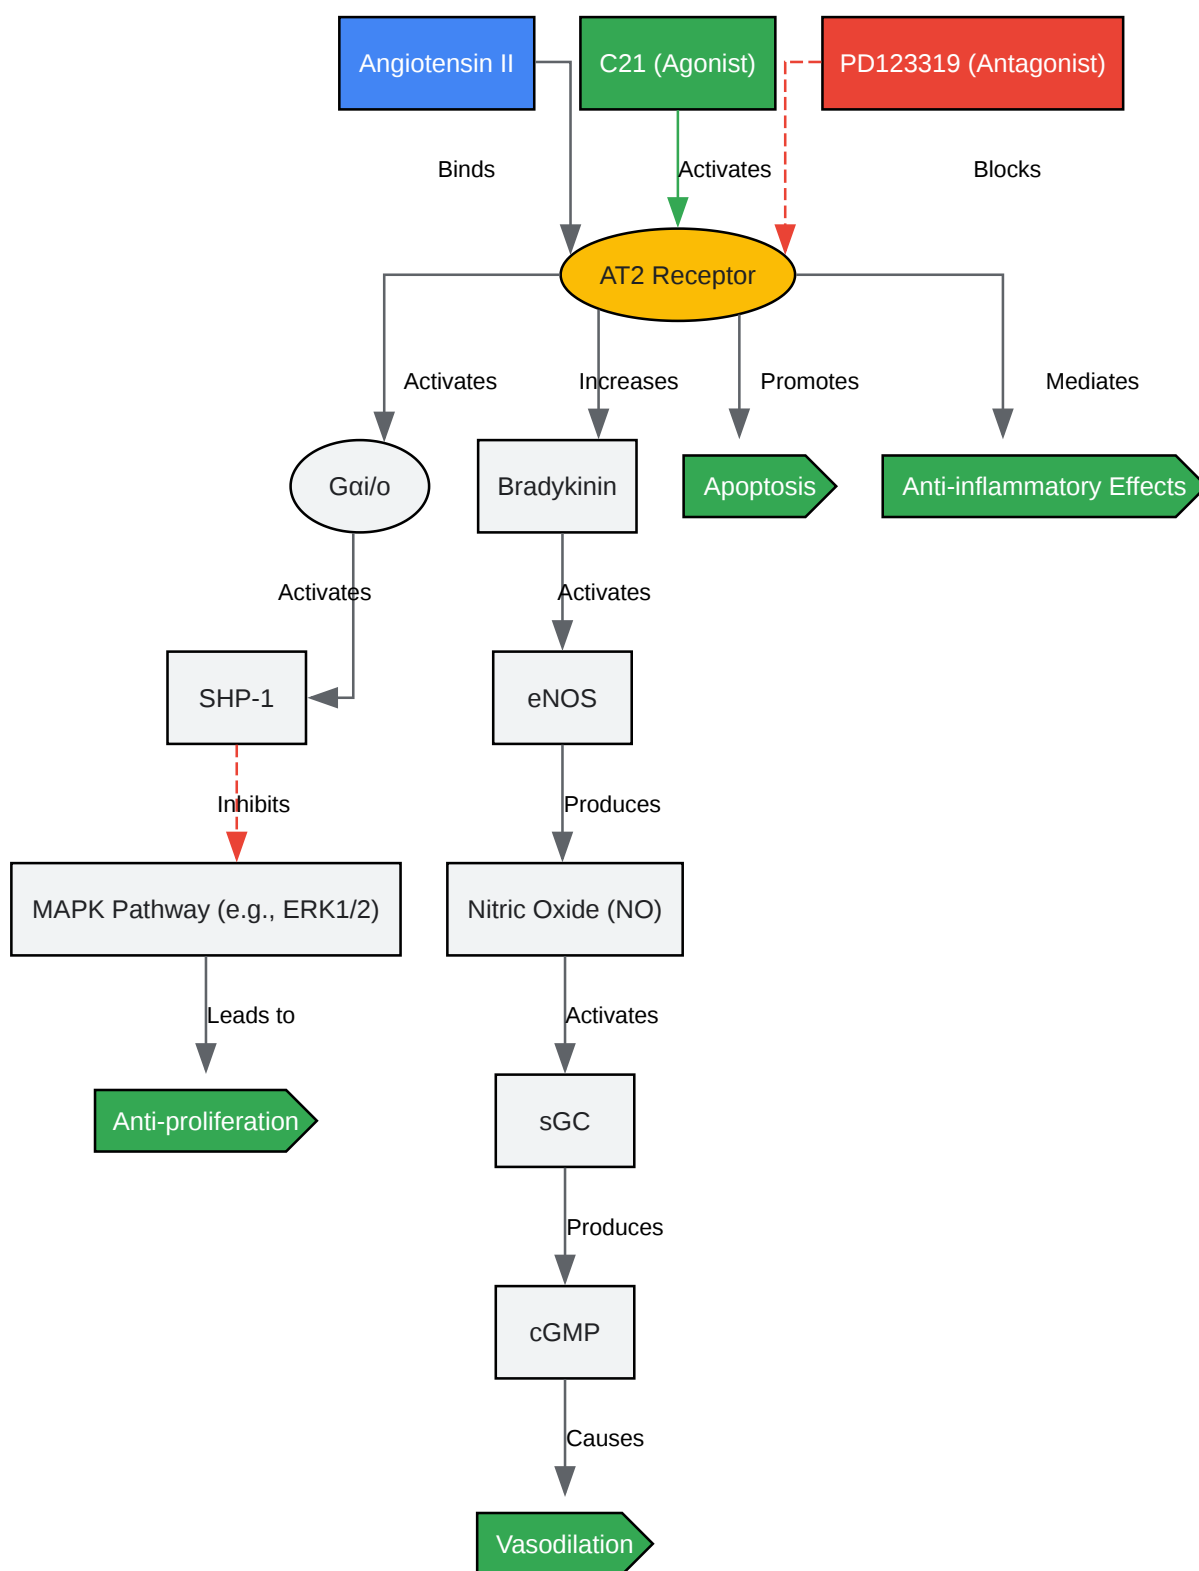 Angiotensin II
C21 (Agonist)
PD123319 (Antagonist)
Binds
Activates
Blocks
AT2 Receptor
Activates
Increases
Promotes
Mediates
Gαi/o
Bradykinin
Apoptosis
Anti-inflammatory Effects
Activates
Activates
SHP-1
eNOS
Inhibits
Produces
MAPK Pathway (e.g., ERK1/2)
Nitric Oxide (NO)
Leads to
Activates
Anti-proliferation
sGC
Produces
cGMP
Causes
Vasodilation